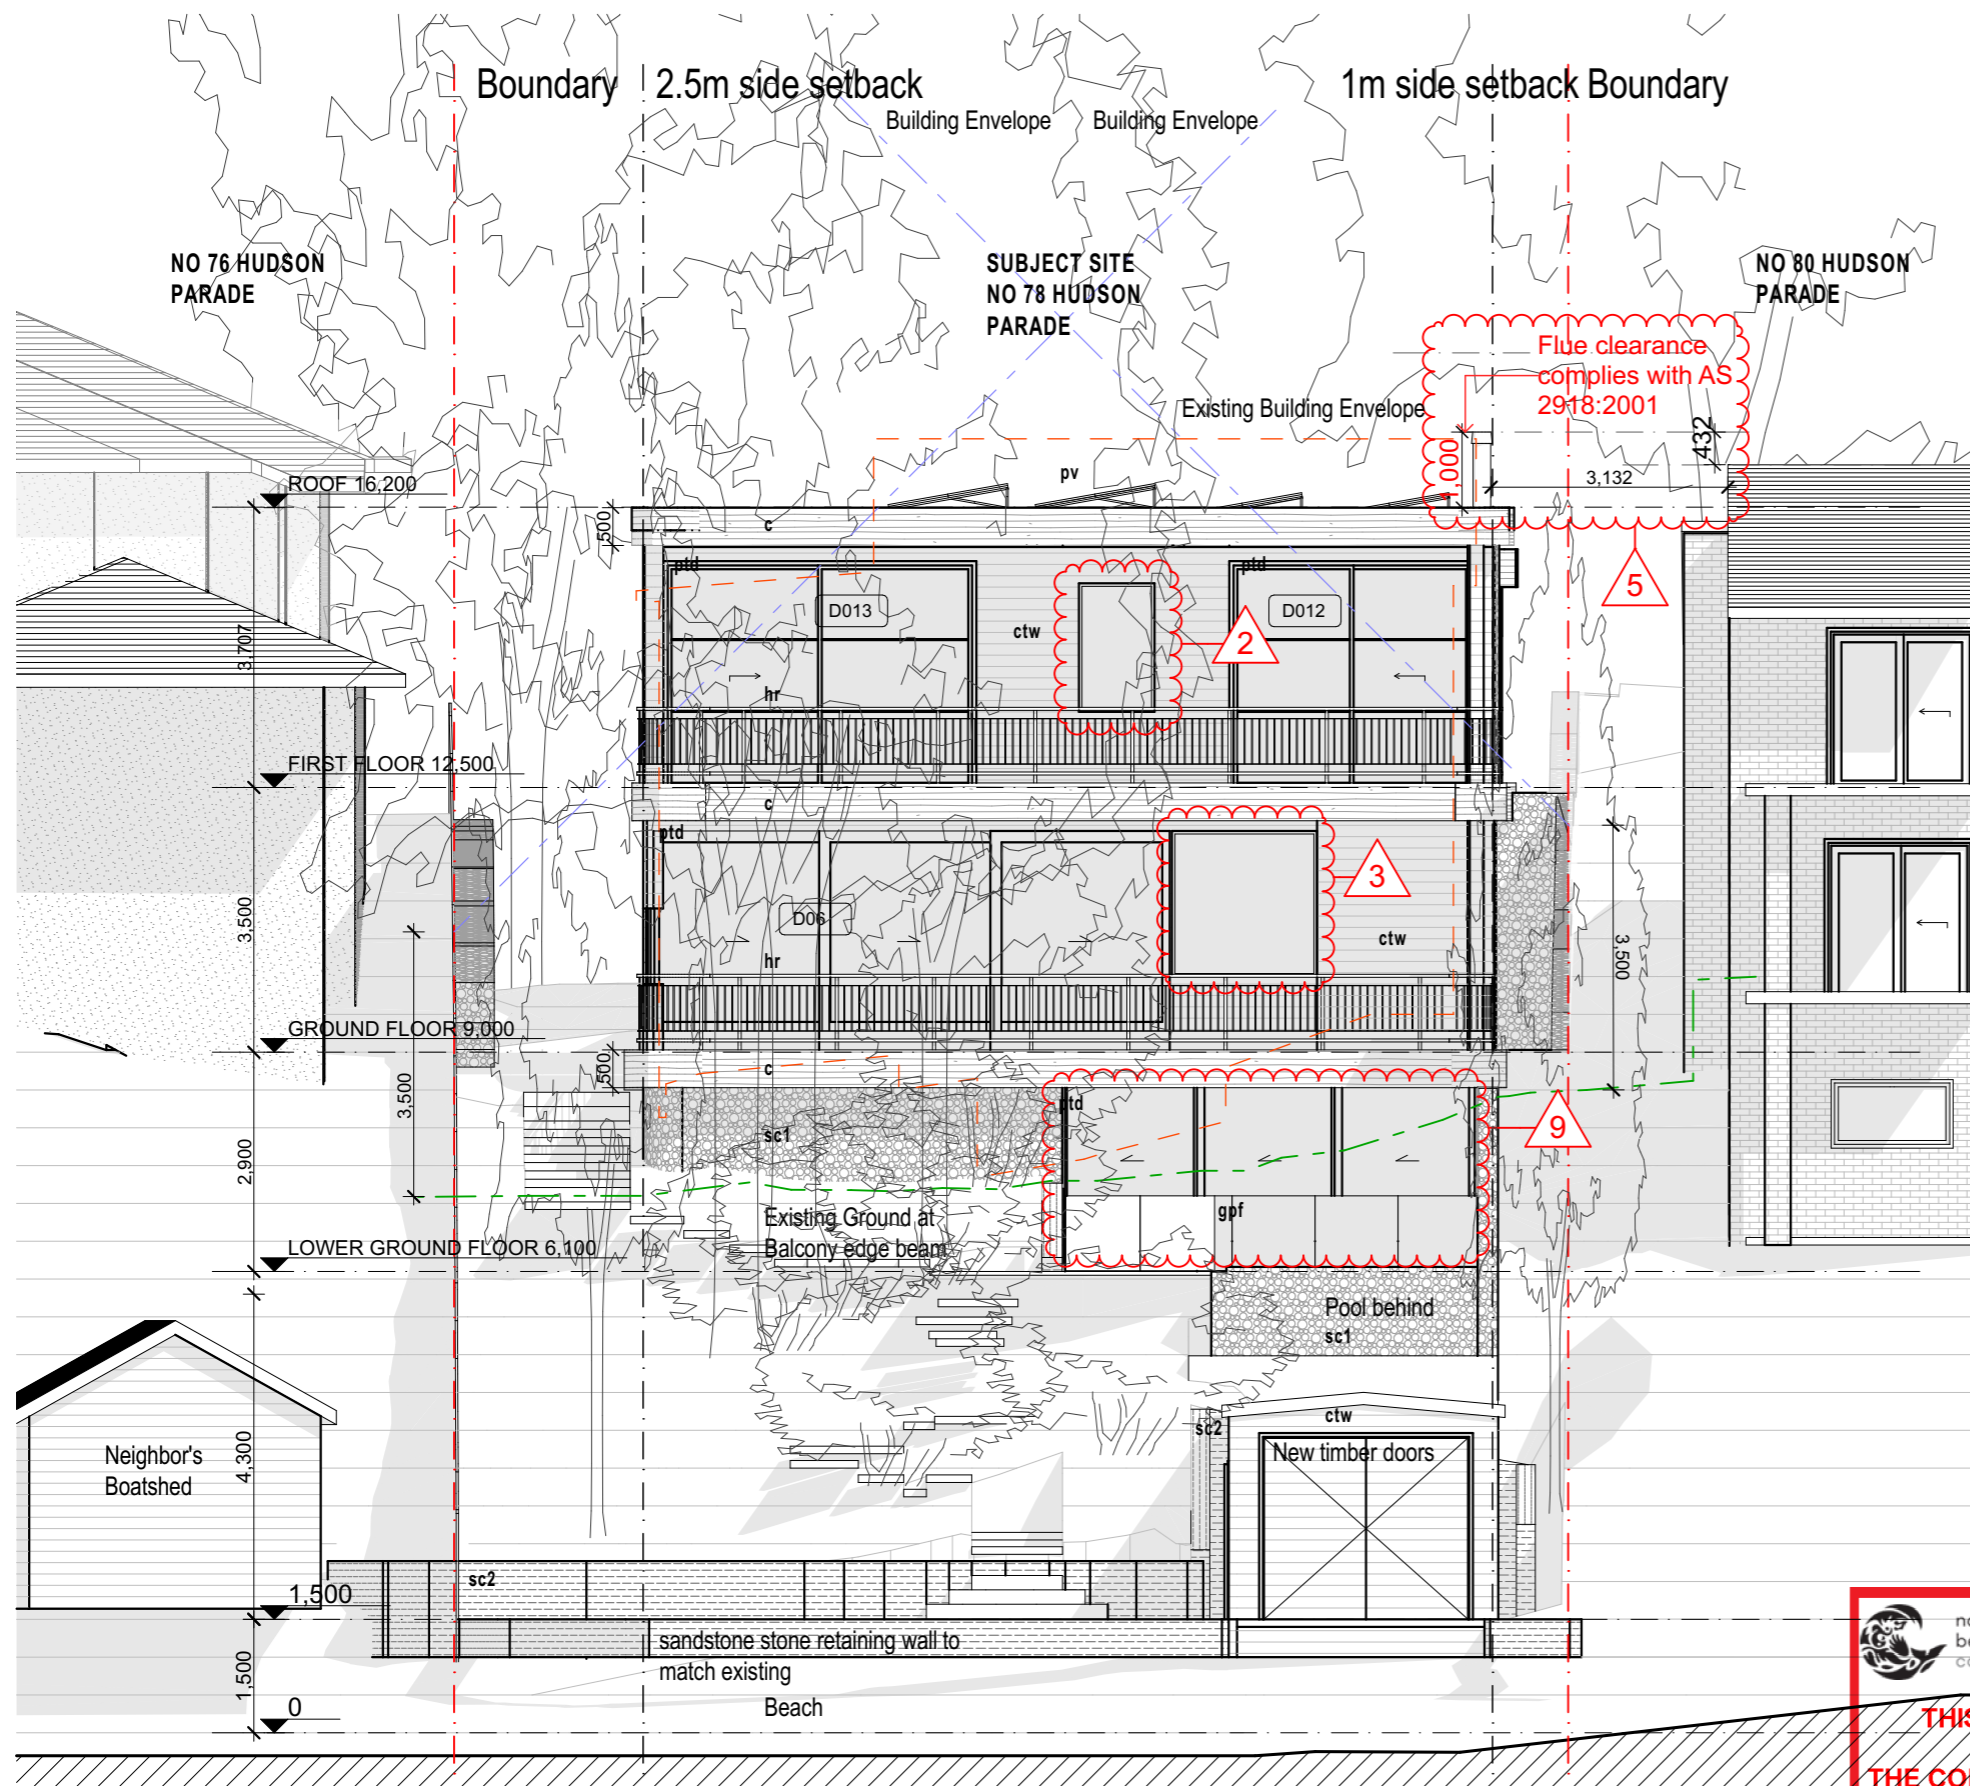 Boundary
2.5m side setback
1m side setback Boundary
Building Envelope
Building Envelope
NO 76 HUDSON
PARADE
SUBJECT SITE
NO 78 HUDSON
PARADE
NO 80 HUDSON
PARADE
Flue clearance
complies with AS
2918:2001
Existing Building Envelope
432
1,000
3,132
pv
ROOF 16,200
500
c
ptd
ptd
5
D013
D012
ctw
2
3,707
hr
FIRST FLOOR 12,500
c
ptd
3
3,500
D06
ctw
hr
3,500
GROUND FLOOR 9,000
500
c
3,500
ptd
sc1
9
2,900
Existing Ground at
Balcony edge beam
gpf
LOWER GROUND FLOOR 6,100
Pool behind
sc1
ctw
sc2
New timber doors
Neighbor's
Boatshed
4,300
sc2
1,500
sandstone stone retaining wall to
match existing
1,500
0
Beach
THIS